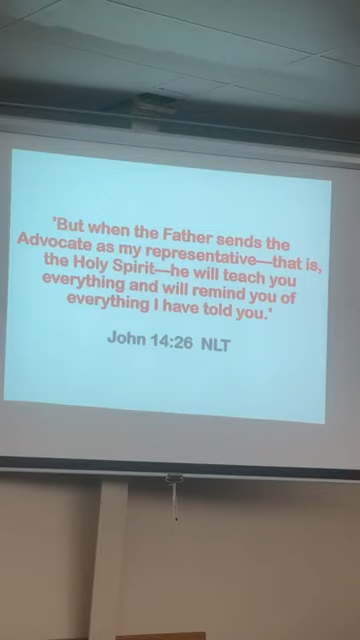 'But when the Father sends the
Advocate as my representative—that is,
the Holy Spirit—he will teach you
everything and will remind you of
everything I have told you.'
John 14:26 NLT